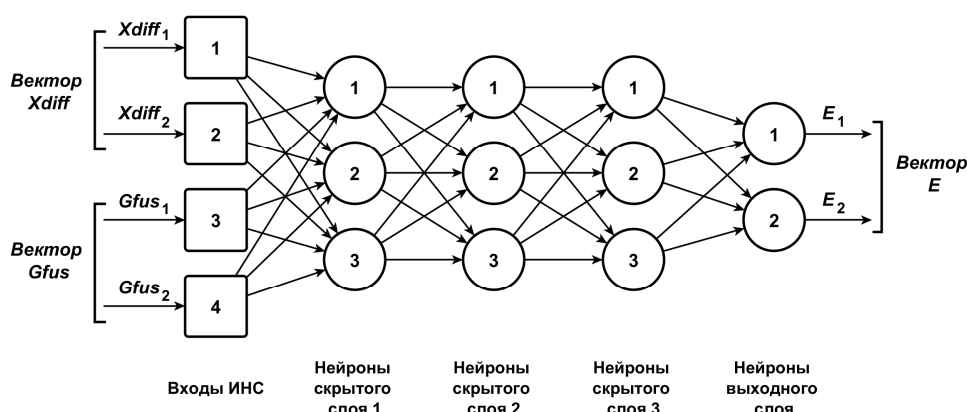 Xdiff1
Вектор
Xdiff
Xdiff2
Gfus1
Вектор
Gfus
Gfus2
1
2
3
4
1
2
3
1
2
3
1
2
3
1
2
E1
E2
Вектор
E
Входы ИНС
Нейроны
скрытого
слоя 1
Нейроны
скрытого
слоя 2
Нейроны
скрытого
слоя 3
Нейроны
выходного
слоя